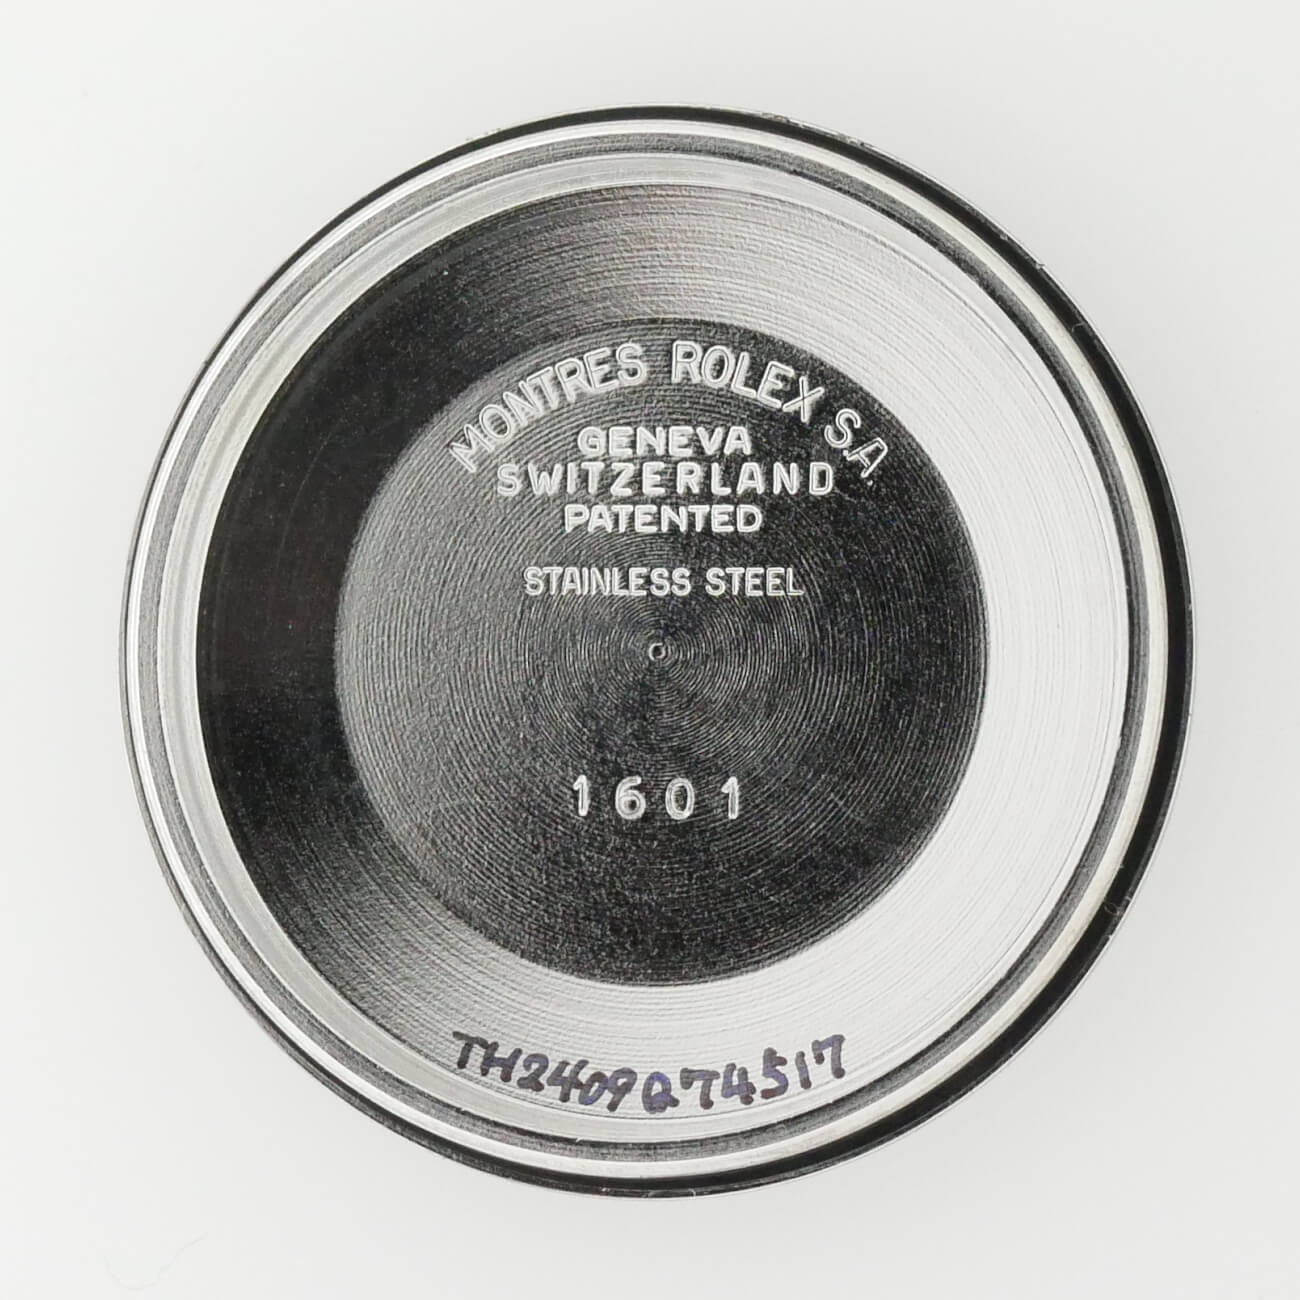 MONTRES ROLEX S.A.
GENEVA
SWITZERLAND
PATENTED
STAINLESS STEEL
1601
TH2409Q74517